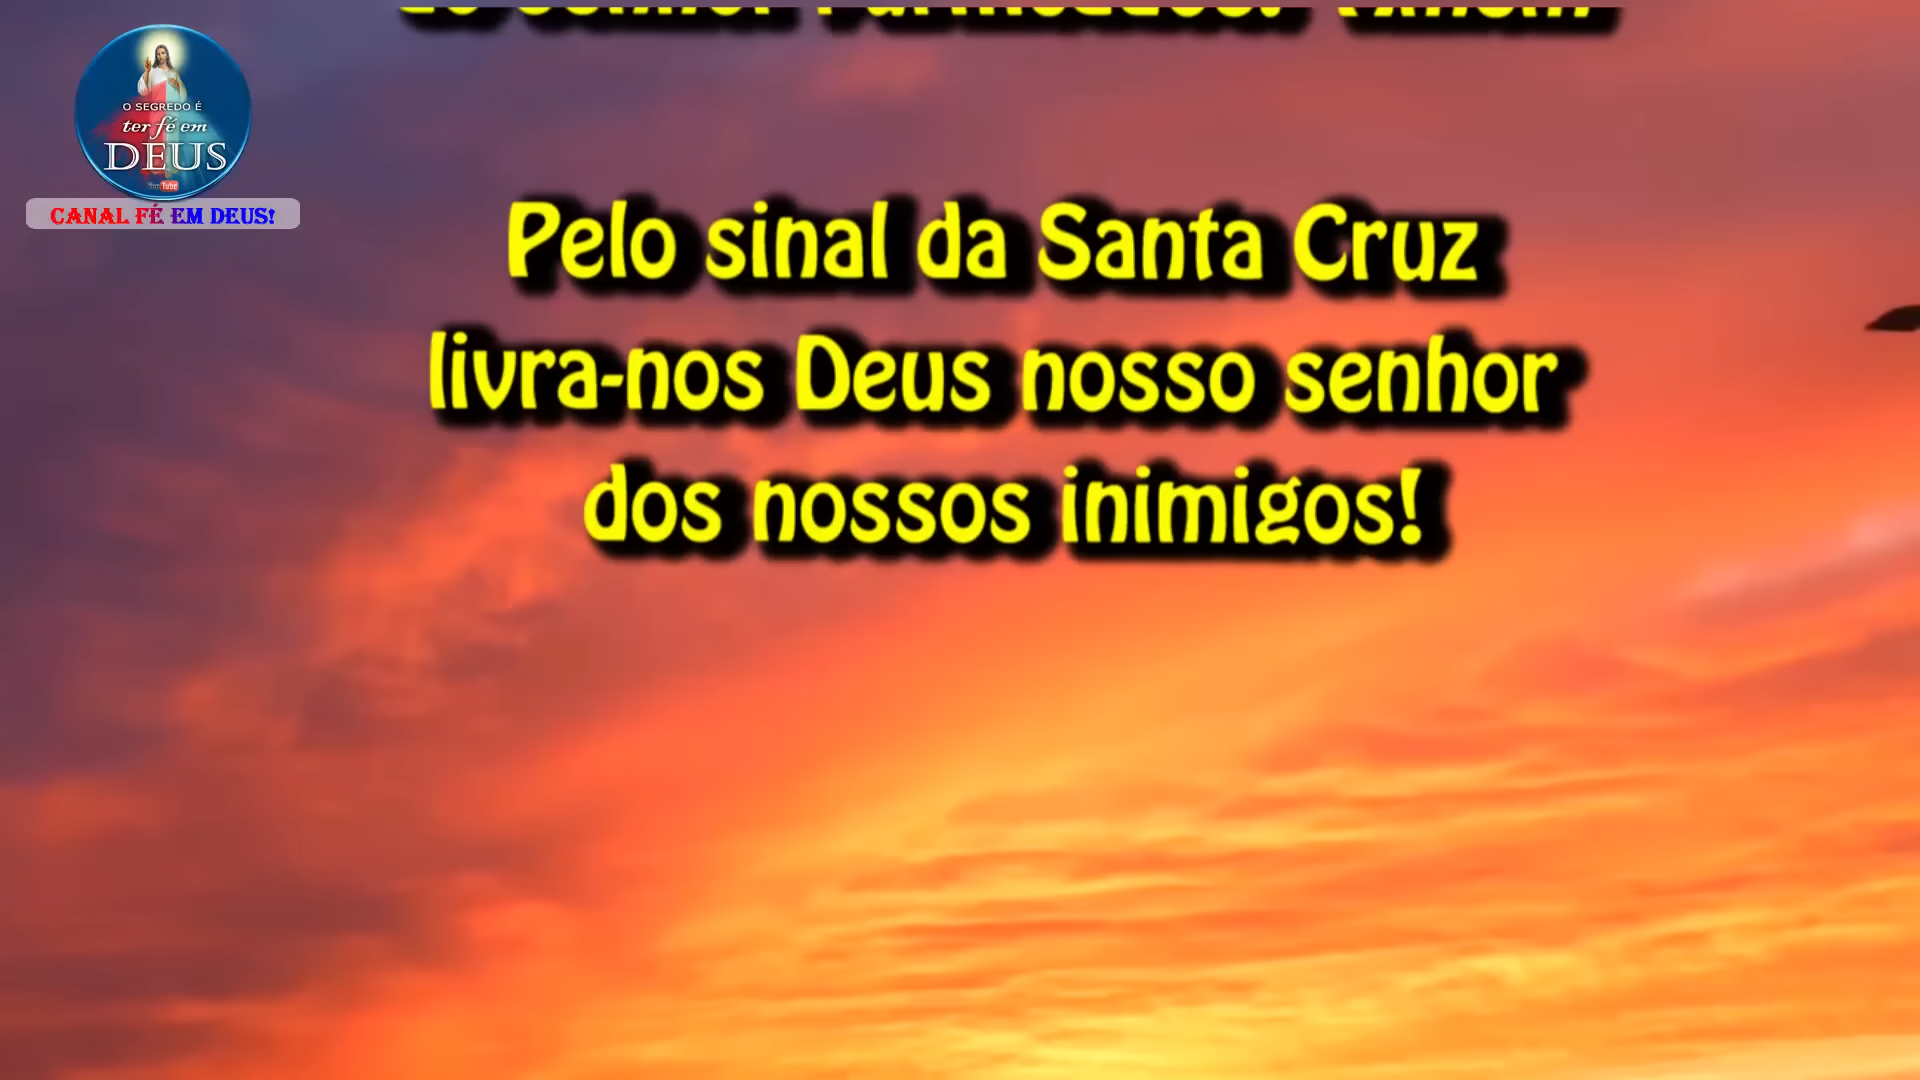 O SEGREDO É
ter fé em
DEUS
CANAL FÉ EM DEUS!
Pelo sinal da Santa Cruz
livra-nos Deus nosso senhor
dos nossos inimigos!